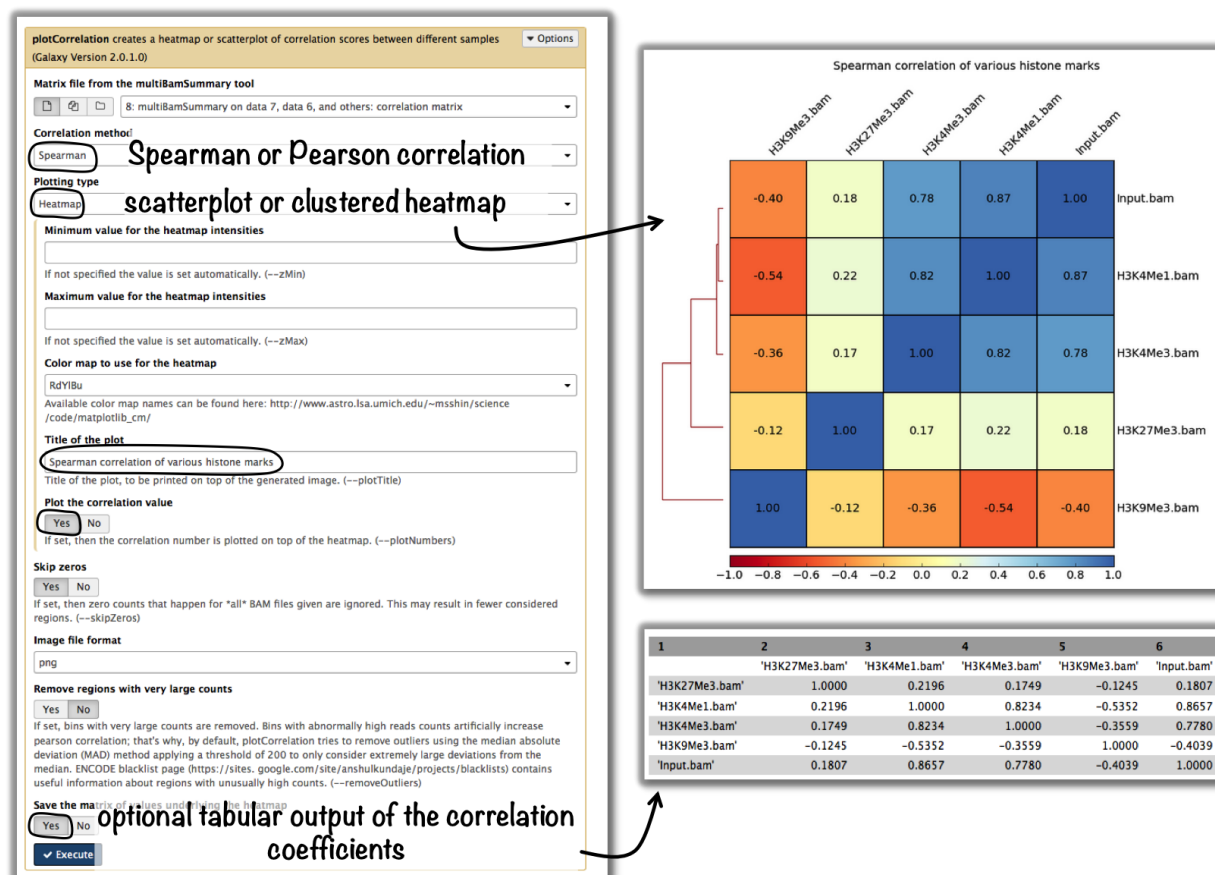 plotCorrelation creates a heatmap or scatterplot of correlation scores between different samples
(Galaxy Version 2.0.1.0)
Options
Matrix file from the multiBamSummary tool
8: multiBamSummary on data 7, data 6, and others: correlation matrix
Correlation method
Spearman
Spearman or Pearson correlation
Plotting type
Heatmap
scatterplot or clustered heatmap
Minimum value for the heatmap intensities
If not specified the value is set automatically. (--zMin)
Maximum value for the heatmap intensities
If not specified the value is set automatically. (--zMax)
Color map to use for the heatmap
RdYlBu
Available color map names can be found here: http://www.astro.lsa.umich.edu/~msshin/science
/code/matplotlib_cm/
Title of the plot
Spearman correlation of various histone marks
Title of the plot, to be printed on top of the generated image. (--plotTitle)
Plot the correlation value
Yes No
If set, then the correlation number is plotted on top of the heatmap. (--plotNumbers)
Skip zeros
Yes No
If set, then zero counts that happen for *all* BAM files given are ignored. This may result in fewer considered
regions. (--skipZeros)
Image file format
png
Remove regions with very large counts
Yes No
If set, bins with very large counts are removed. Bins with abnormally high reads counts artificially increase
pearson correlation; that's why, by default, plotCorrelation tries to remove outliers using the median absolute
deviation (MAD) method applying a threshold of 200 to only consider extremely large deviations from the
median. ENCODE blacklist page (https://sites. google.com/site/anshulkundaje/projects/blacklists) contains
useful information about regions with unusually high counts. (--removeOutliers)
Save the matrix of values underlying the heatmap
Yes No
optional tabular output of the correlation
coefficients
Execute
Spearman correlation of various histone marks
H3K9Me3.bam H3K27Me3.bam H3K4Me3.bam H3K4Me1.bam Input.bam
-0.40 0.18 0.78 0.87 1.00 Input.bam
-0.54 0.22 0.82 1.00 0.87 H3K4Me1.bam
-0.36 0.17 1.00 0.82 0.78 H3K4Me3.bam
-0.12 1.00 0.17 0.22 0.18 H3K27Me3.bam
1.00 -0.12 -0.36 -0.54 -0.40 H3K9Me3.bam
−1.0 −0.8 −0.6 −0.4 −0.2 0.0 0.2 0.4 0.6 0.8 1.0
1 2 3 4 5 6
'H3K27Me3.bam' 'H3K4Me1.bam' 'H3K4Me3.bam' 'H3K9Me3.bam' 'Input.bam'
'H3K27Me3.bam' 1.0000 0.2196 0.1749 −0.1245 0.1807
'H3K4Me1.bam' 0.2196 1.0000 0.8234 −0.5352 0.8657
'H3K4Me3.bam' 0.1749 0.8234 1.0000 −0.3559 0.7780
'H3K9Me3.bam' −0.1245 −0.5352 −0.3559 1.0000 −0.4039
'Input.bam' 0.1807 0.8657 0.7780 −0.4039 1.0000